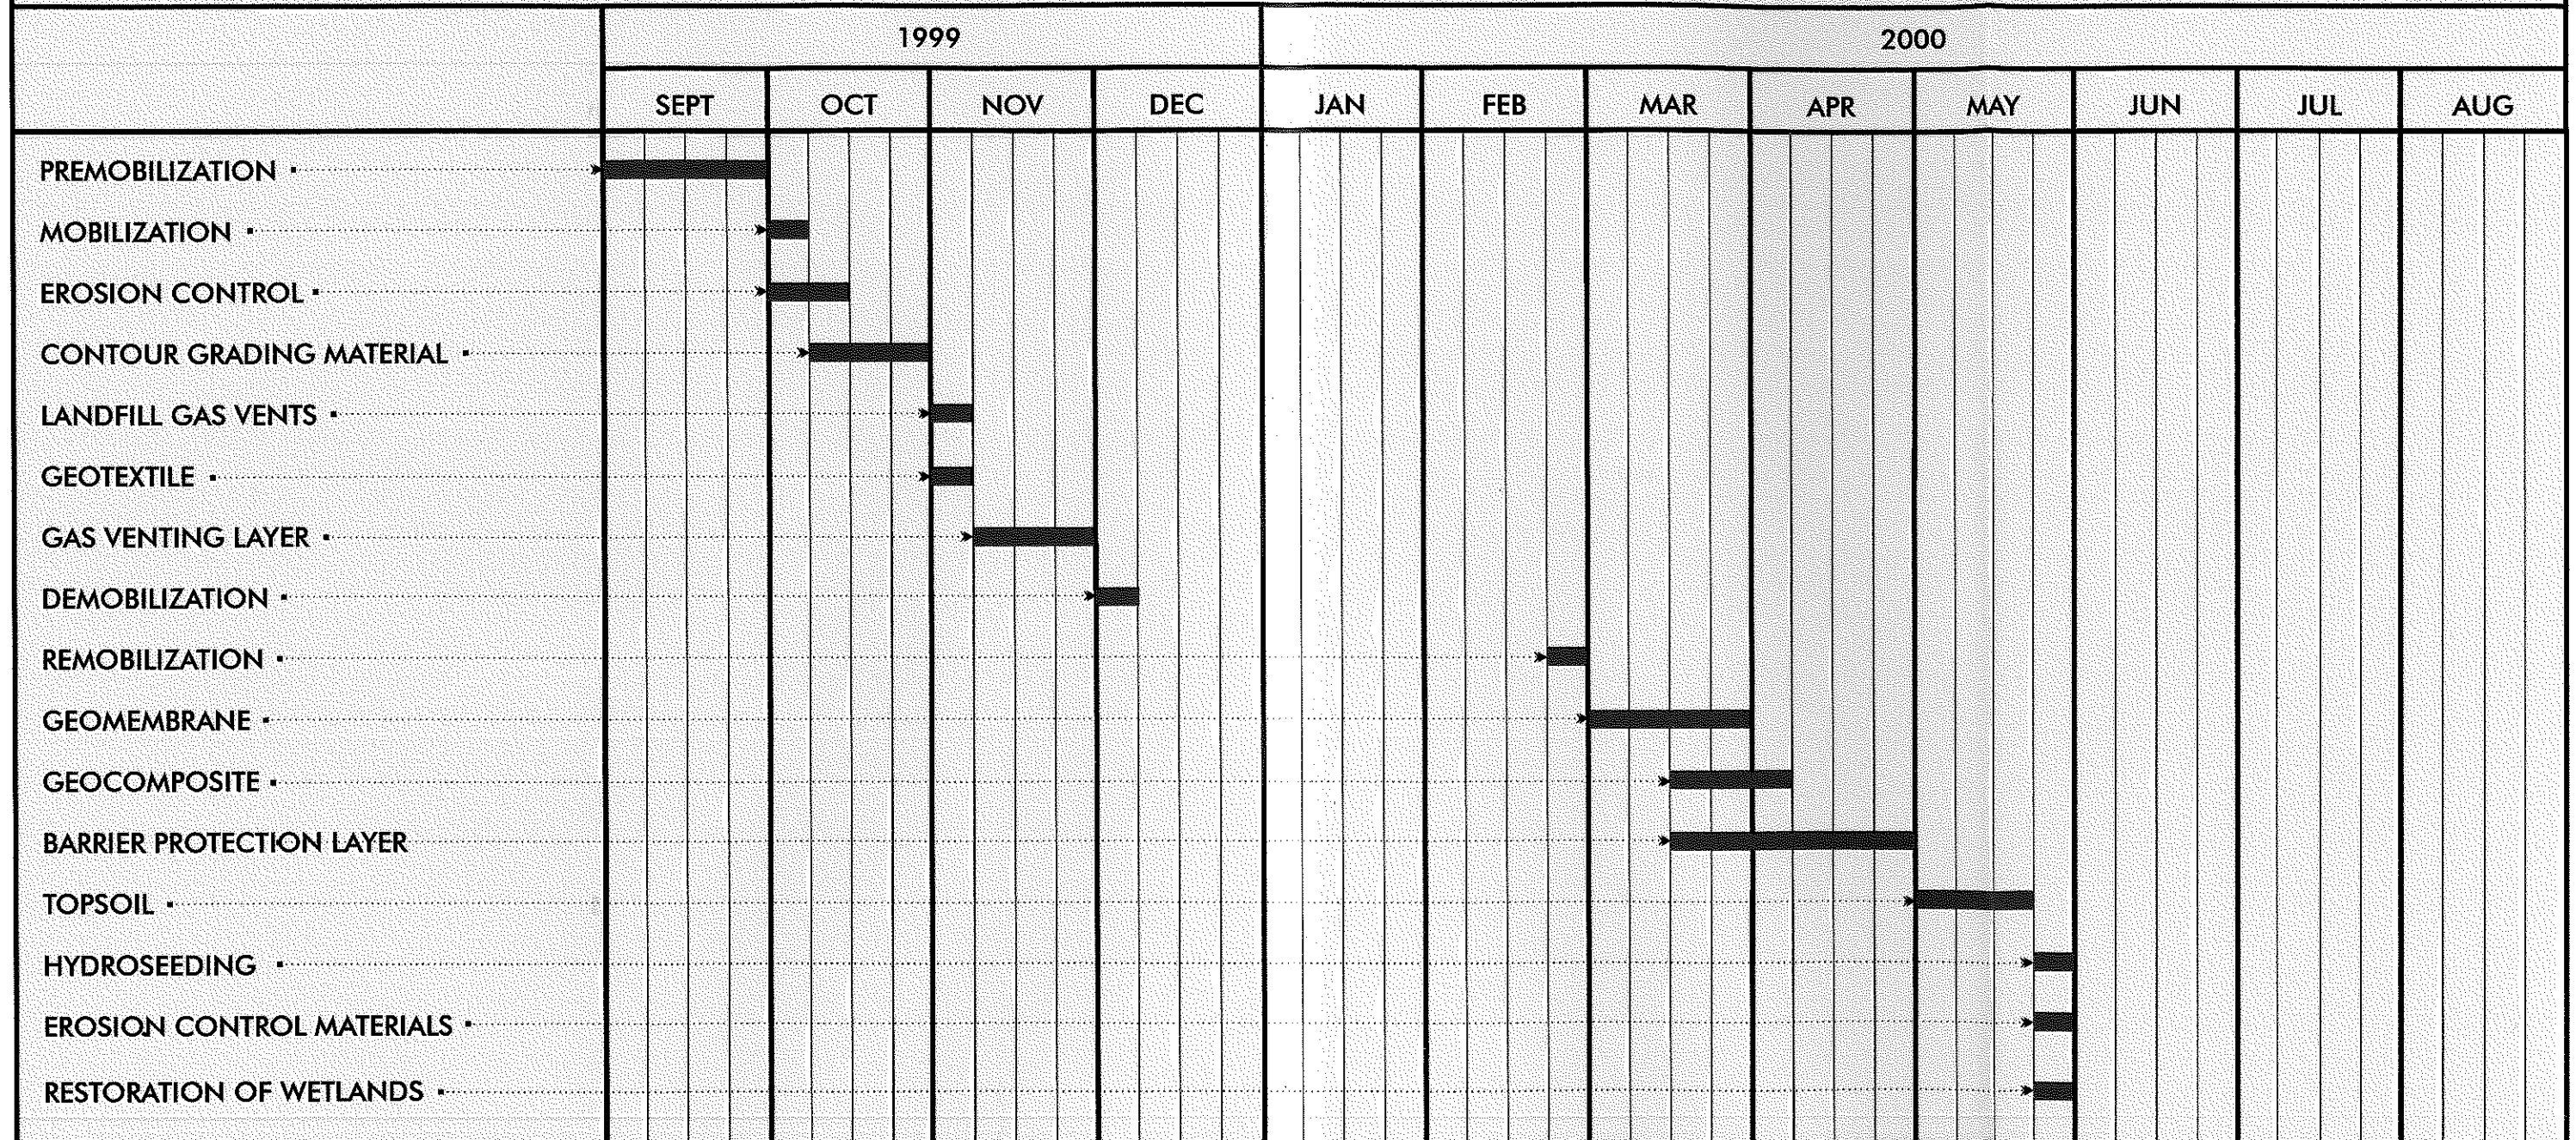 1999 2000
SEPT OCT NOV DEC JAN FEB MAR APR MAY JUN JUL AUG
PREMOBILIZATION
MOBILIZATION
EROSION CONTROL
CONTOUR GRADING MATERIAL
LANDFILL GAS VENTS
GEOTEXTILE
GAS VENTING LAYER
DEMOBILIZATION
REMOBILIZATION
GEOMEMBRANE
GEOCOMPOSITE
BARRIER PROTECTION LAYER
TOPSOIL
HYDROSEEDING
EROSION CONTROL MATERIALS
RESTORATION OF WETLANDS